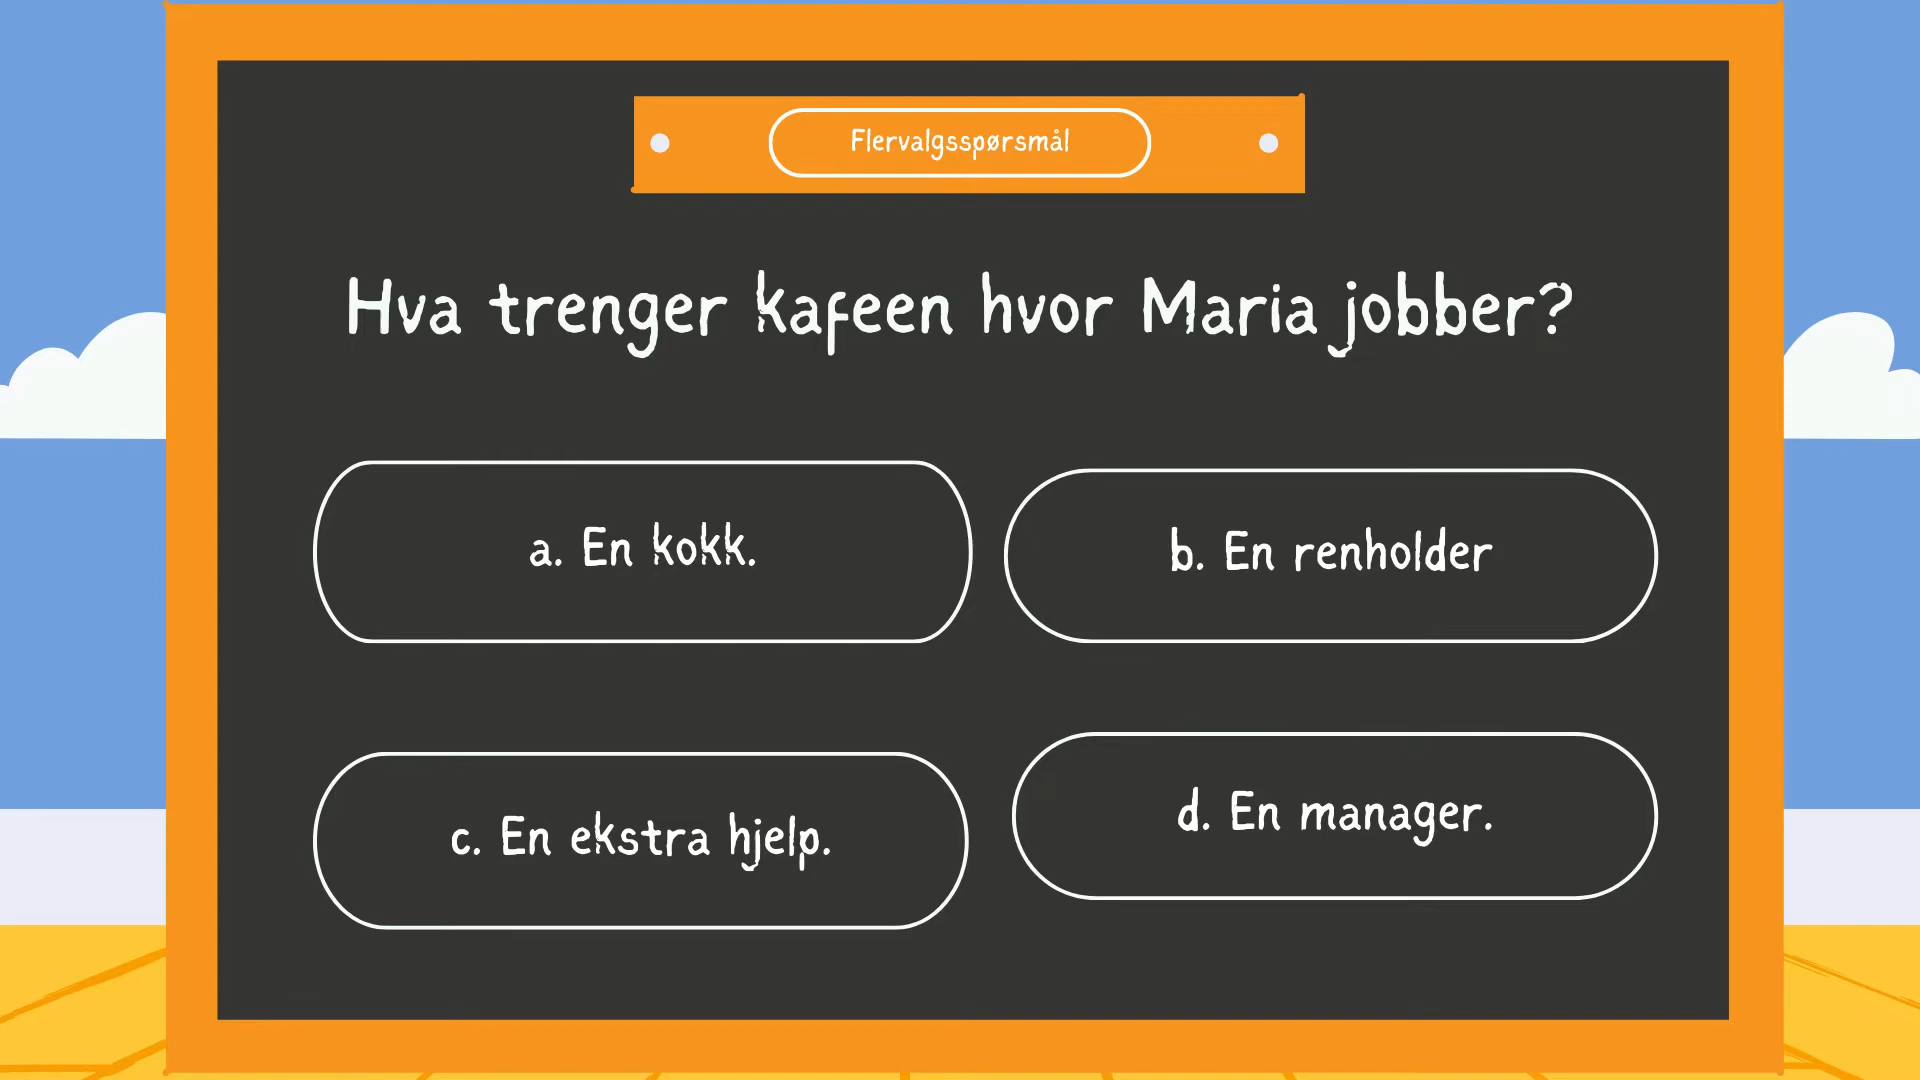 Flervalgsspørsmål
Hva trenger kafeen hvor Maria jobber?
a. En kokk.
b. En renholder
c. En ekstra hjelp.
d. En manager.